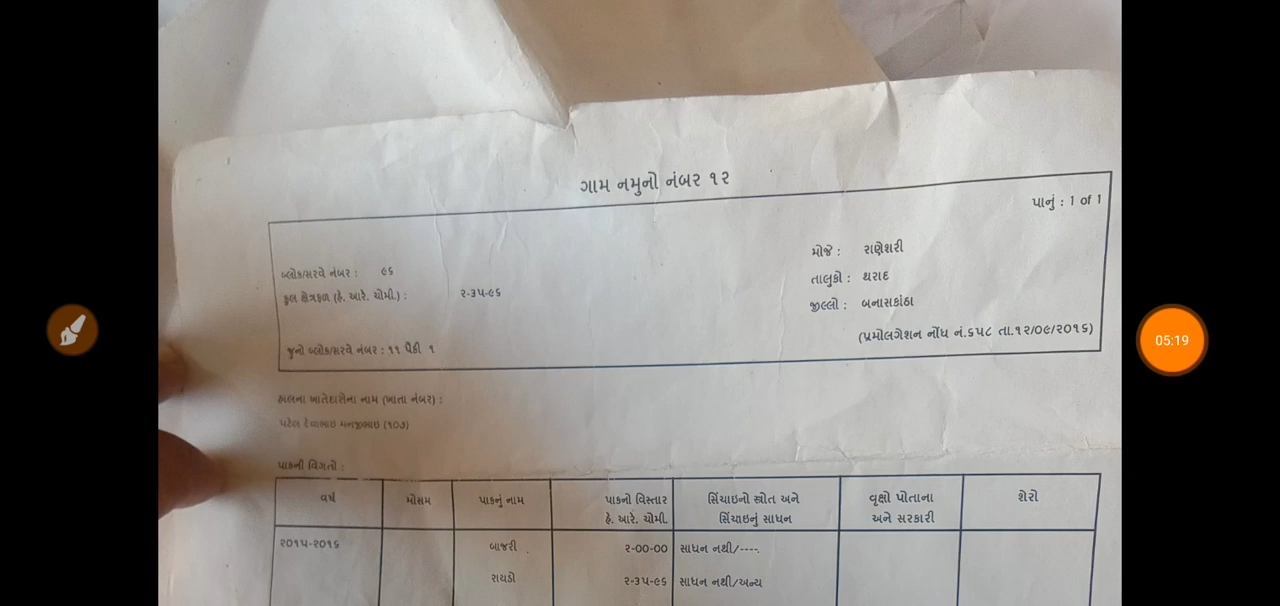 ગામ નમુનો નંબર ૧૨
પાનું : 1 of 1
બ્લોક/સરવે નંબર : ૯૬
કુલ ક્ષેત્રફળ (હે. આરે. ચોમી.) : ૨-૩૫-૯૬
જુનો બ્લોક/સરવે નંબર : ૧૧ પૈકી ૧
મોજે : રાણેશરી
તાલુકો : થરાદ
જીલ્લો : બનાસકાંઠા
(પ્રમોલગેશન નોંધ નં.૬૫૮ તા.૧૨/૦૯/૨૦૧૬)
હાલના ખાતેદારોના નામ (ખાતા નંબર) :
પટેલ દેવાભાઇ મનજીભાઇ (૧૦૭)
પાકની વિગતો :
વર્ષ મોસમ પાકનું નામ પાકનો વિસ્તાર હે. આરે. ચોમી. સિંચાઇનો સ્ત્રોત અને સિંચાઇનું સાધન વૃક્ષો પોતાના અને સરકારી શેરો
૨૦૧૫-૨૦૧૬ બાજરી ૨-૦૦-૦૦ સાધન નથી/----.
રાયડો ૨-૩૫-૯૬ સાધન નથી/અન્ય
05:19